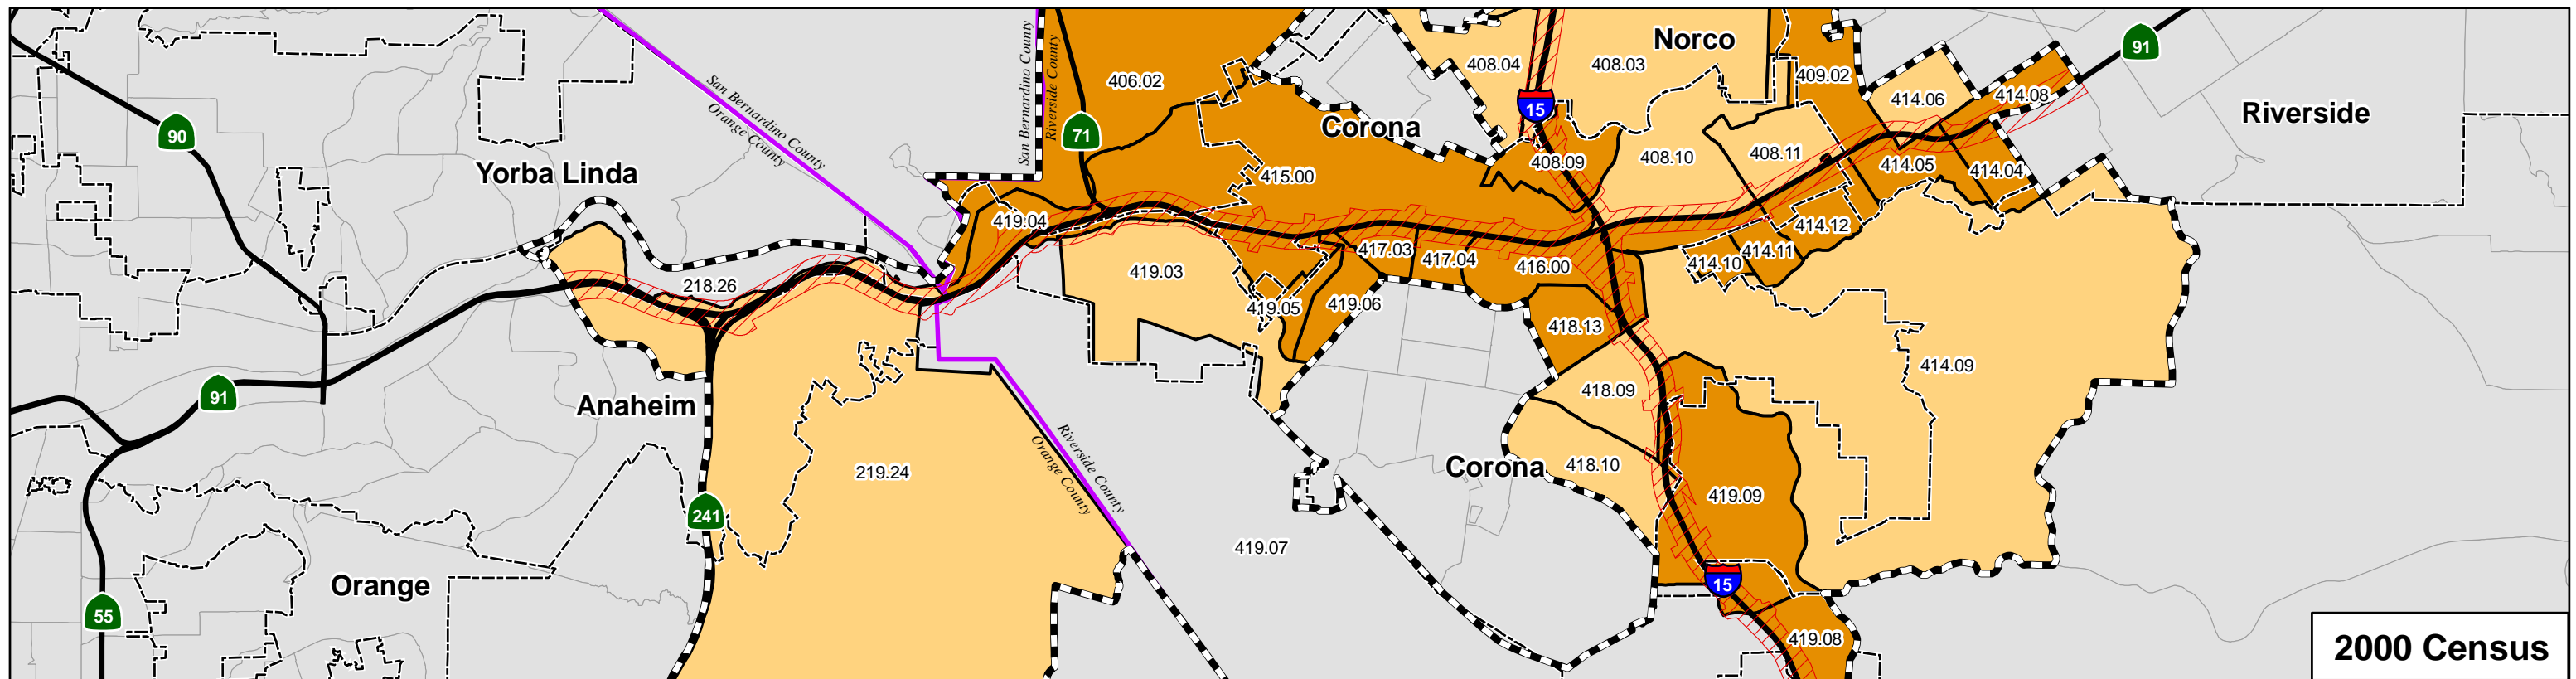 San Bernardino County
Riverside County
Norco
91
408.04
408.03
406.02
409.02
414.06
414.08
15
Riverside
90
San Bernardino County
Orange County
71
Corona
Yorba Linda
415.00
408.09
408.10
408.11
414.05
414.04
419.04
414.12
417.03
417.04
416.00
414.11
414.10
419.03
218.26
419.05
419.06
418.13
414.09
91
Anaheim
418.09
219.24
Riverside County
Orange County
Corona
418.10
419.09
241
419.07
Orange
15
55
419.08
2000 Census